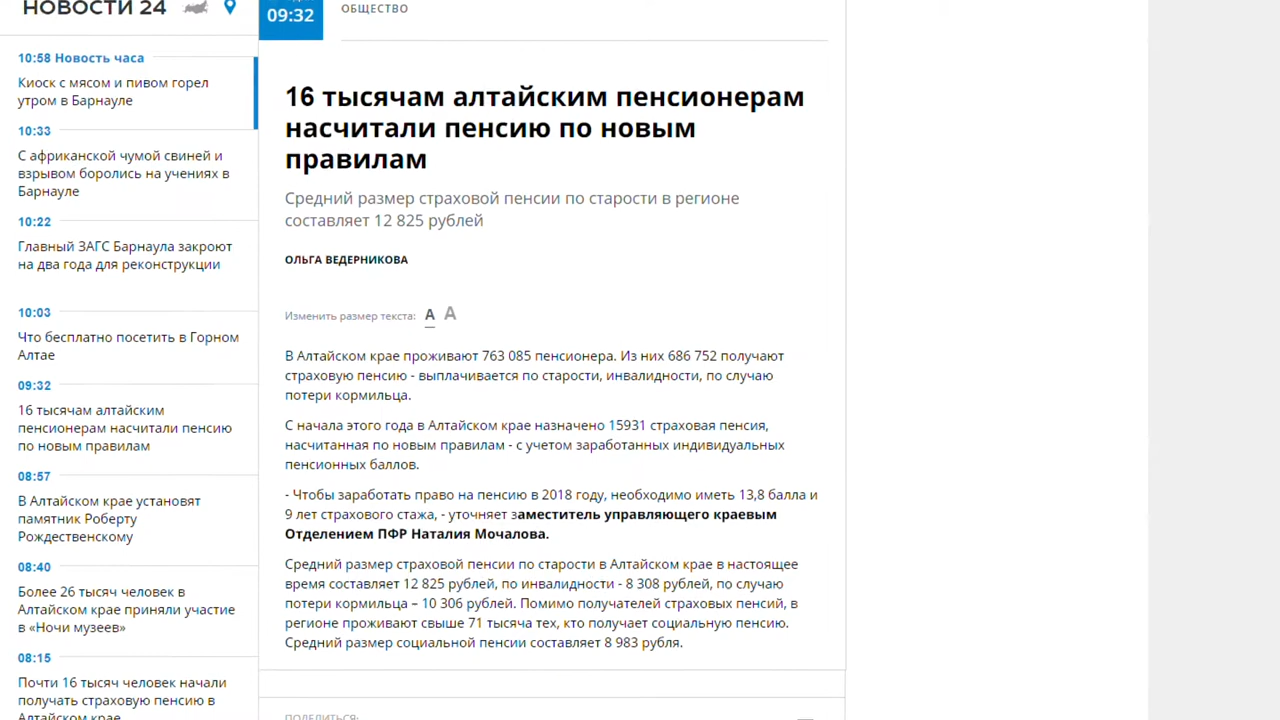 НОВОСТИ 24
10:58 Новость часа
Киоск с мясом и пивом горел
утром в Барнауле
10:33
С африканской чумой свиней и
взрывом боролись на учениях в
Барнауле
10:22
Главный ЗАГС Барнаула закроют
на два года для реконструкции
10:03
Что бесплатно посетить в Горном
Алтае
09:32
16 тысячам алтайским
пенсионерам насчитали пенсию
по новым правилам
08:57
В Алтайском крае установят
памятник Роберту
Рождественскому
08:40
Более 26 тысяч человек в
Алтайском крае приняли участие
в «Ночи музеев»
08:15
Почти 16 тысяч человек начали
получать страховую пенсию в
Алтайском крае
09:32
ОБЩЕСТВО
16 тысячам алтайским пенсионерам
насчитали пенсию по новым
правилам
Средний размер страховой пенсии по старости в регионе
составляет 12 825 рублей
ОЛЬГА ВЕДЕРНИКОВА
Изменить размер текста: A A
В Алтайском крае проживают 763 085 пенсионера. Из них 686 752 получают
страховую пенсию - выплачивается по старости, инвалидности, по случаю
потери кормильца.
С начала этого года в Алтайском крае назначено 15931 страховая пенсия,
насчитанная по новым правилам - с учетом заработанных индивидуальных
пенсионных баллов.
- Чтобы заработать право на пенсию в 2018 году, необходимо иметь 13,8 балла и
9 лет страхового стажа, - уточняет заместитель управляющего краевым
Отделением ПФР Наталия Мочалова.
Средний размер страховой пенсии по старости в Алтайском крае в настоящее
время составляет 12 825 рублей, по инвалидности - 8 308 рублей, по случаю
потери кормильца – 10 306 рублей. Помимо получателей страховых пенсий, в
регионе проживают свыше 71 тысяча тех, кто получает социальную пенсию.
Средний размер социальной пенсии составляет 8 983 рубля.
ПОДЕЛИТЬСЯ: